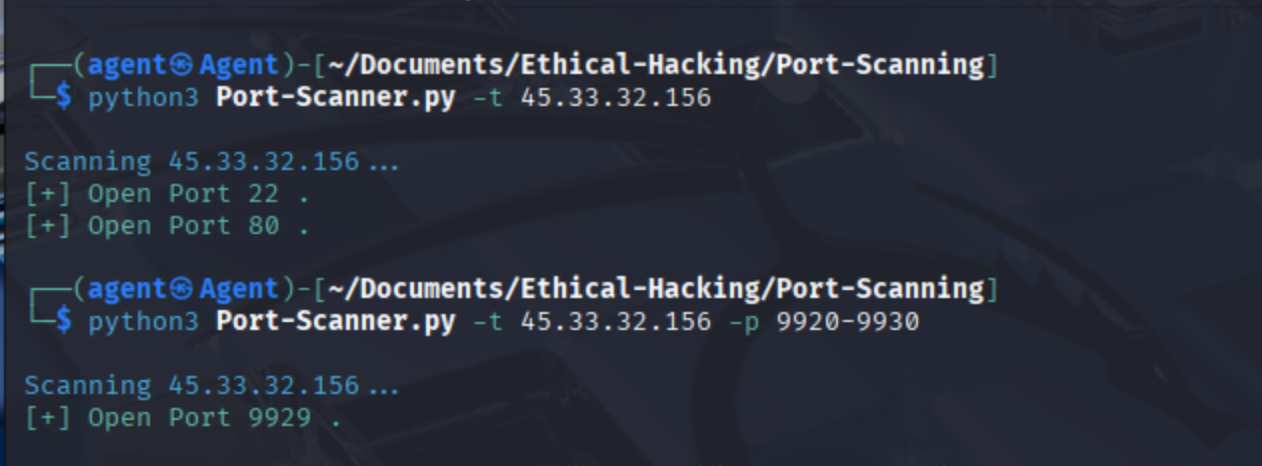 ┌──(agent㉿Agent)-[~/Documents/Ethical-Hacking/Port-Scanning]
└─$ python3 Port-Scanner.py -t 45.33.32.156
Scanning 45.33.32.156...
[+] Open Port 22 .
[+] Open Port 80 .
┌──(agent㉿Agent)-[~/Documents/Ethical-Hacking/Port-Scanning]
└─$ python3 Port-Scanner.py -t 45.33.32.156 -p 9920-9930
Scanning 45.33.32.156...
[+] Open Port 9929 .